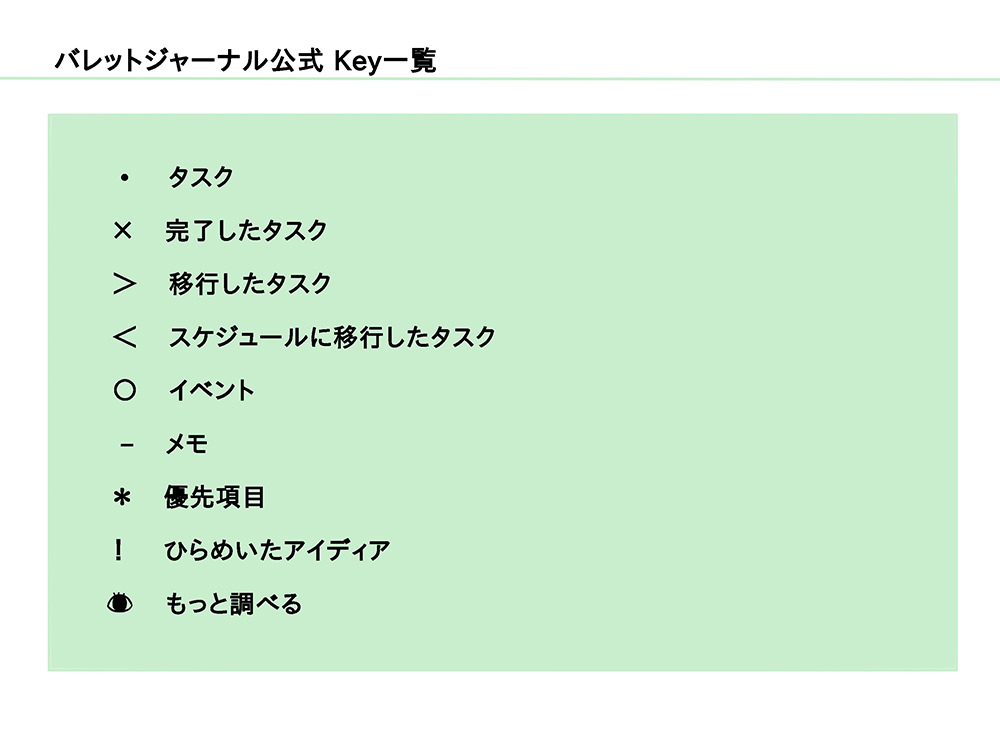 バレットジャーナル公式 Key一覧
・ タスク
× 完了したタスク
＞ 移行したタスク
＜ スケジュールに移行したタスク
○ イベント
− メモ
＊ 優先項目
! ひらめいたアイディア
もっと調べる